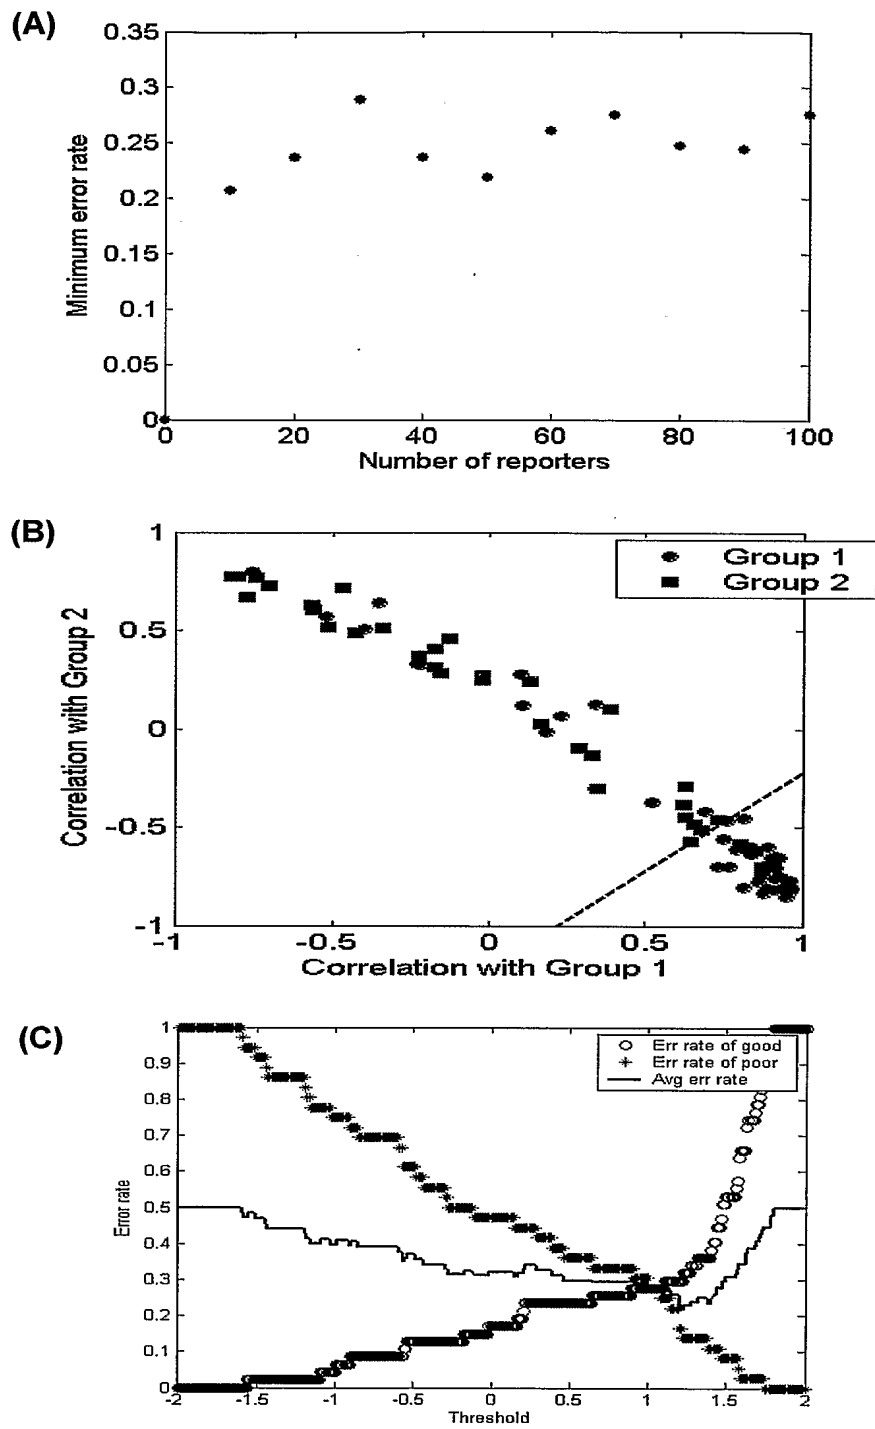 (A)
0.35
0.3
0.25
0.2
0.15
0.1
0.05
0
Minimum error rate
0 20 40 60 80 100
Number of reporters
(B)
1
0.5
0
-0.5
-1
Correlation with Group 2
Group 1
Group 2
-1 -0.5 0 0.5 1
Correlation with Group 1
(C)
1
0.9
0.8
0.7
0.6
0.5
0.4
0.3
0.2
0.1
0
Error rate
Err rate of good
Err rate of poor
Avg err rate
-2 -1.5 -1 -0.5 0 0.5 1 1.5 2
Threshold